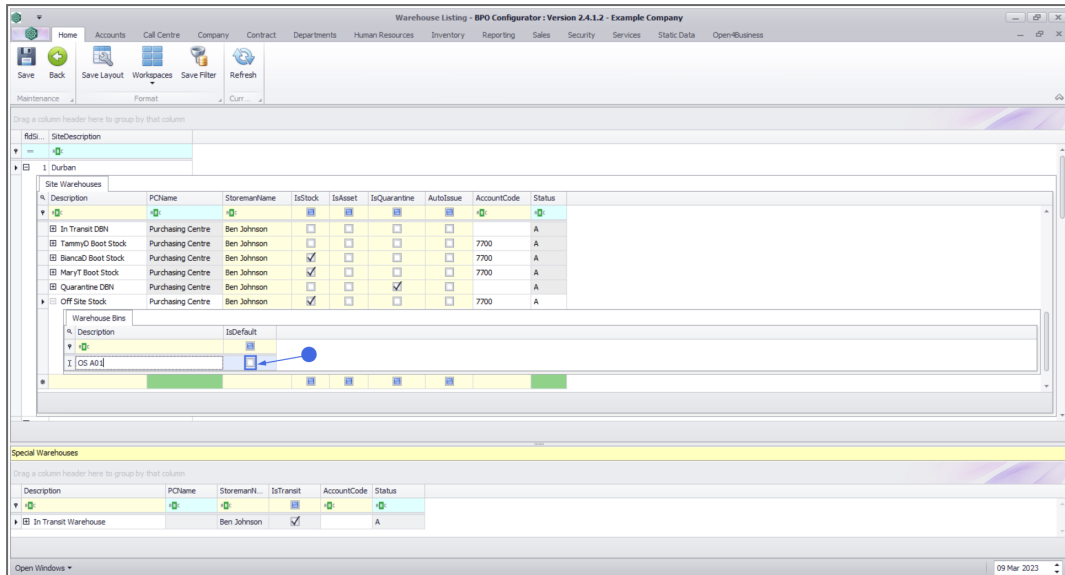 Warehouse Listing - BPO Configurator : Version 2.4.1.2 - Example Company
Home Accounts Call Centre Company Contract Departments Human Resources Inventory Reporting Sales Security Services Static Data Open4Business
Save Back Save Layout Workspaces Save Filter Refresh
Maintenance Format Curr...
Drag a column header here to group by that column
fldSi... SiteDescription
1 Durban
Site Warehouses
Description PCName StoremanName IsStock IsAsset IsQuarantine AutoIssue AccountCode Status
In Transit DBN Purchasing Centre Ben Johnson A
TammyD Boot Stock Purchasing Centre Ben Johnson 7700 A
BiancaD Boot Stock Purchasing Centre Ben Johnson 7700 A
MaryT Boot Stock Purchasing Centre Ben Johnson 7700 A
Quarantine DBN Purchasing Centre Ben Johnson A
Off Site Stock Purchasing Centre Ben Johnson 7700 A
Warehouse Bins
Description IsDefault
OS A01
Special Warehouses
Drag a column header here to group by that column
Description PCName StoremanN... IsTransit AccountCode Status
In Transit Warehouse Ben Johnson A
Open Windows 09 Mar 2023